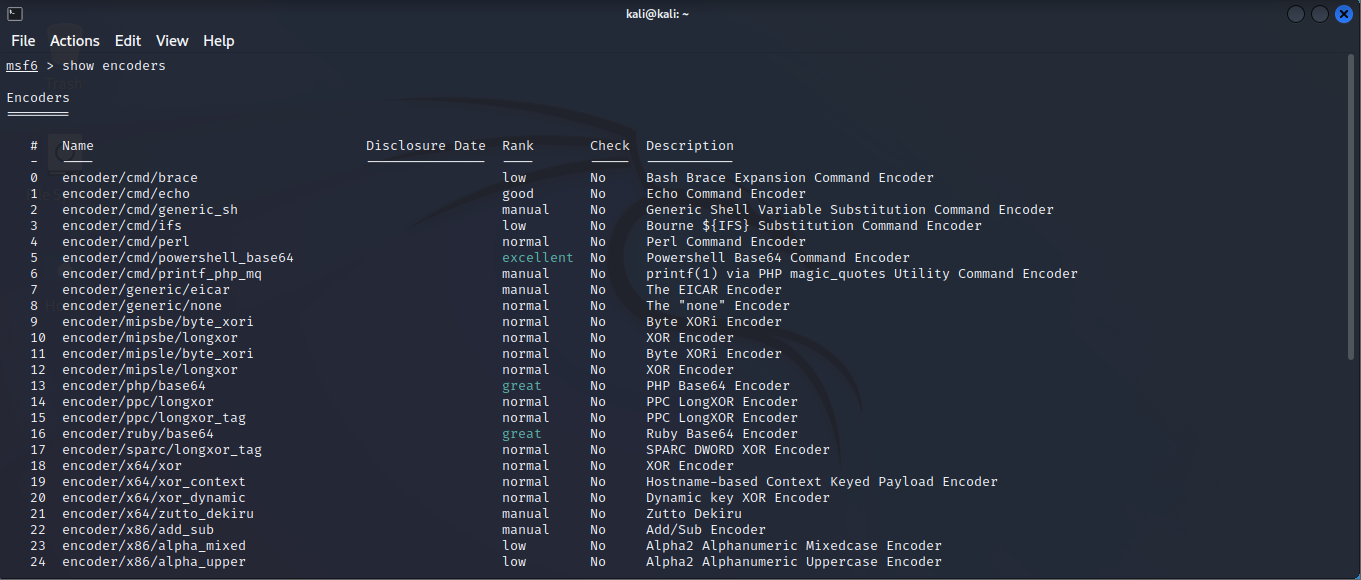 kali@kali: ~
File Actions Edit View Help
msf6 > show encoders
Encoders
========
# Name Disclosure Date Rank Check Description
- ---- --------------- ---- ----- -----------
0 encoder/cmd/brace low No Bash Brace Expansion Command Encoder
1 encoder/cmd/echo good No Echo Command Encoder
2 encoder/cmd/generic_sh manual No Generic Shell Variable Substitution Command Encoder
3 encoder/cmd/ifs low No Bourne ${IFS} Substitution Command Encoder
4 encoder/cmd/perl normal No Perl Command Encoder
5 encoder/cmd/powershell_base64 excellent No Powershell Base64 Command Encoder
6 encoder/cmd/printf_php_mq manual No printf(1) via PHP magic_quotes Utility Command Encoder
7 encoder/generic/eicar manual No The EICAR Encoder
8 encoder/generic/none normal No The "none" Encoder
9 encoder/mipsbe/byte_xori normal No Byte XORi Encoder
10 encoder/mipsbe/longxor normal No XOR Encoder
11 encoder/mipsle/byte_xori normal No Byte XORi Encoder
12 encoder/mipsle/longxor normal No XOR Encoder
13 encoder/php/base64 great No PHP Base64 Encoder
14 encoder/ppc/longxor normal No PPC LongXOR Encoder
15 encoder/ppc/longxor_tag normal No PPC LongXOR Encoder
16 encoder/ruby/base64 great No Ruby Base64 Encoder
17 encoder/sparc/longxor_tag normal No SPARC DWORD XOR Encoder
18 encoder/x64/xor normal No XOR Encoder
19 encoder/x64/xor_context normal No Hostname-based Context Keyed Payload Encoder
20 encoder/x64/xor_dynamic normal No Dynamic key XOR Encoder
21 encoder/x64/zutto_dekiru manual No Zutto Dekiru
22 encoder/x86/add_sub manual No Add/Sub Encoder
23 encoder/x86/alpha_mixed low No Alpha2 Alphanumeric Mixedcase Encoder
24 encoder/x86/alpha_upper low No Alpha2 Alphanumeric Uppercase Encoder